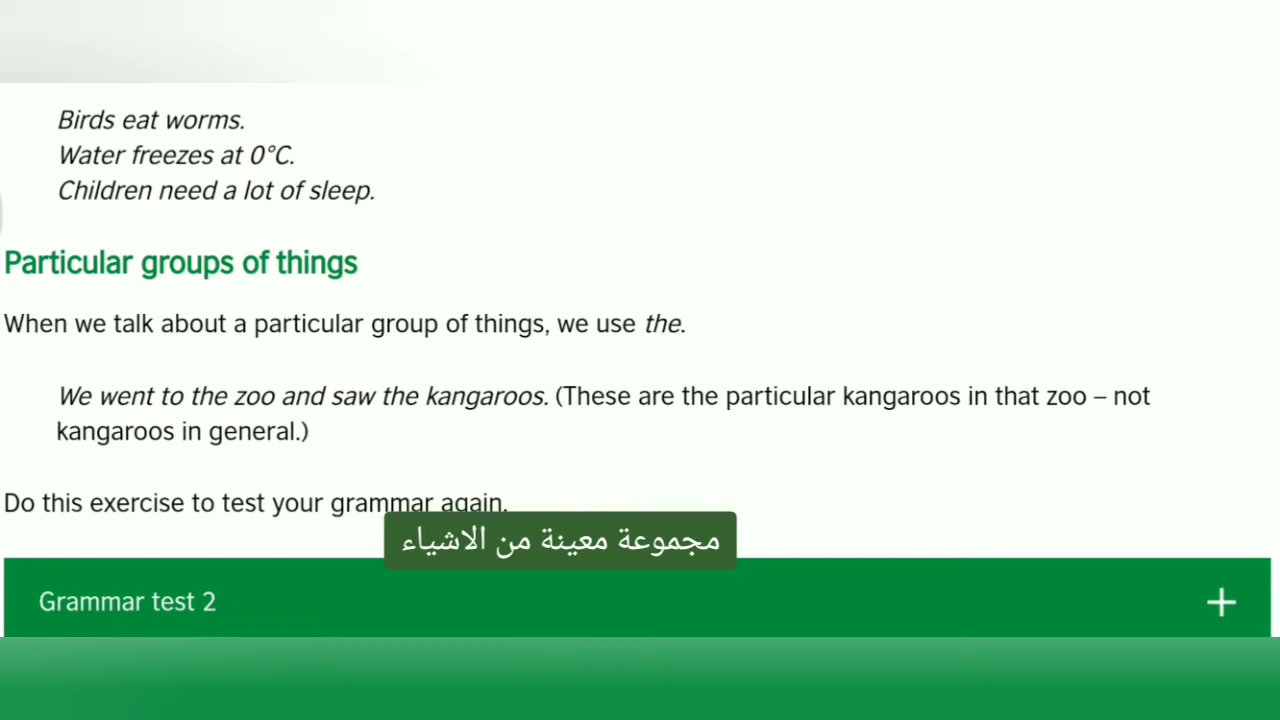 Birds eat worms.
Water freezes at 0°C.
Children need a lot of sleep.
Particular groups of things
When we talk about a particular group of things, we use the.
We went to the zoo and saw the kangaroos. (These are the particular kangaroos in that zoo – not
kangaroos in general.)
Do this exercise to test your grammar again.
مجموعة معينة من الاشياء
Grammar test 2 +